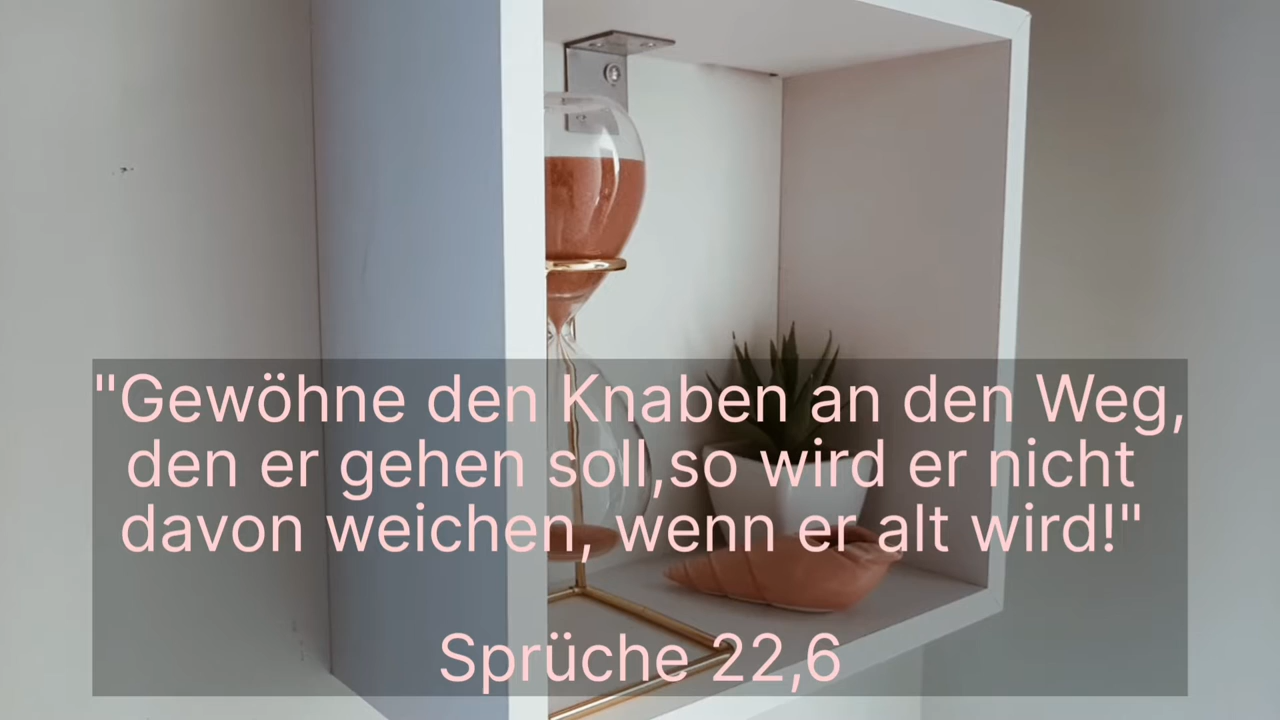 "Gewöhne den Knaben an den Weg,
den er gehen soll,so wird er nicht
davon weichen, wenn er alt wird!"
Sprüche 22,6